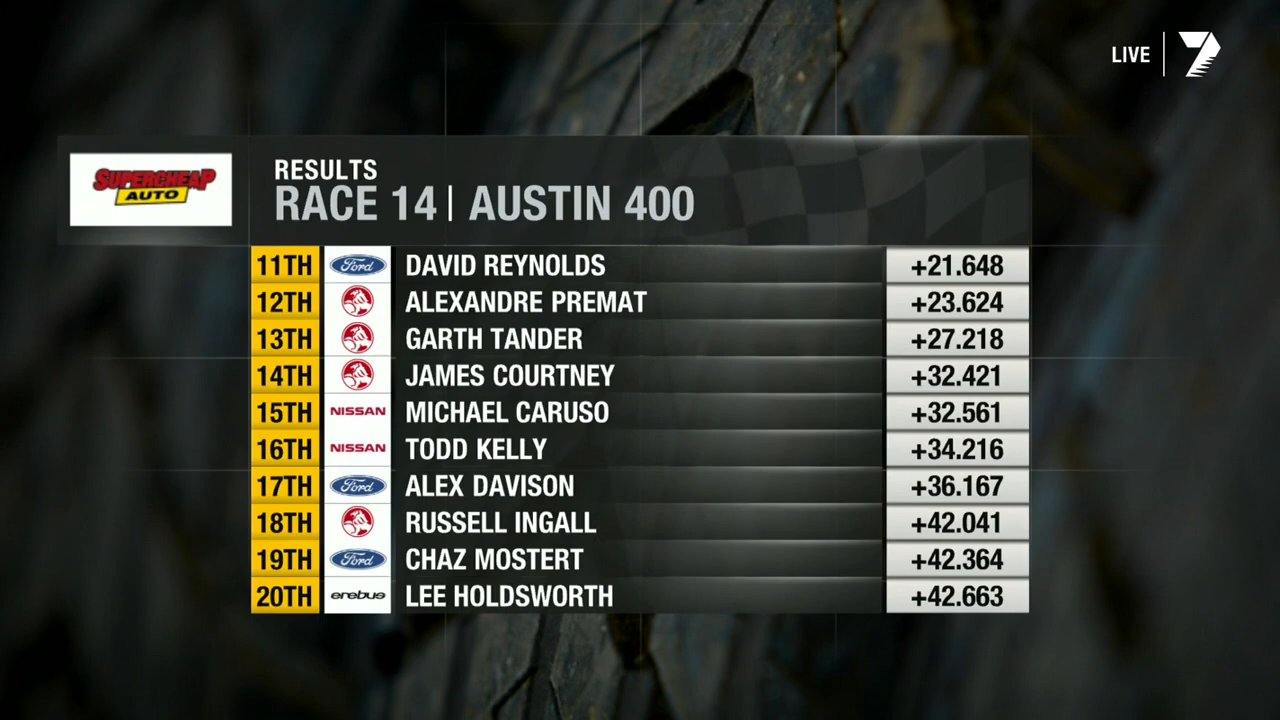 LIVE 7
SUPERCHEAP
AUTO
RESULTS
RACE 14 | AUSTIN 400
11TH Ford DAVID REYNOLDS +21.648
12TH ALEXANDRE PREMAT +23.624
13TH GARTH TANDER +27.218
14TH JAMES COURTNEY +32.421
15TH NISSAN MICHAEL CARUSO +32.561
16TH NISSAN TODD KELLY +34.216
17TH Ford ALEX DAVISON +36.167
18TH RUSSELL INGALL +42.041
19TH Ford CHAZ MOSTERT +42.364
20TH erebus LEE HOLDSWORTH +42.663